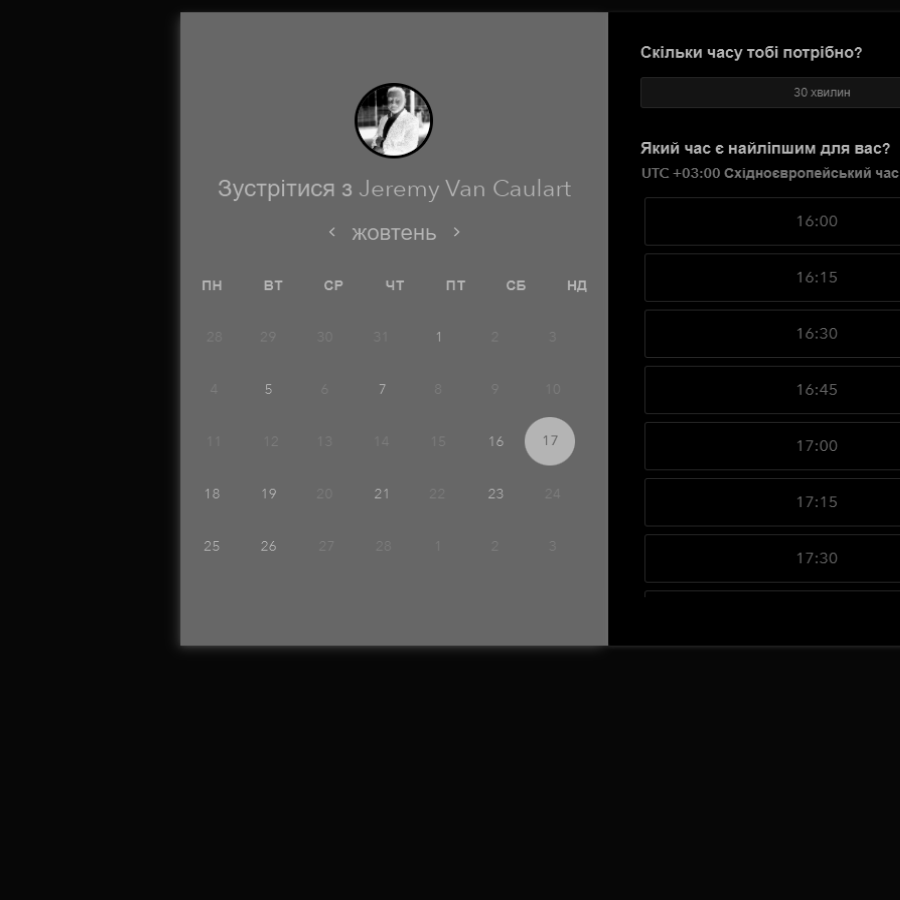 Зустрітися з Jeremy Van Caulart
жовтень
ПН ВТ СР ЧТ ПТ СБ НД
28 29 30 31 1 2 3
4 5 6 7 8 9 10
11 12 13 14 15 16 17
18 19 20 21 22 23 24
25 26 27 28 1 2 3
Скільки часу тобі потрібно?
30 хвилин
Який час є найліпшим для вас?
UTC +03:00 Східноєвропейський час
16:00
16:15
16:30
16:45
17:00
17:15
17:30